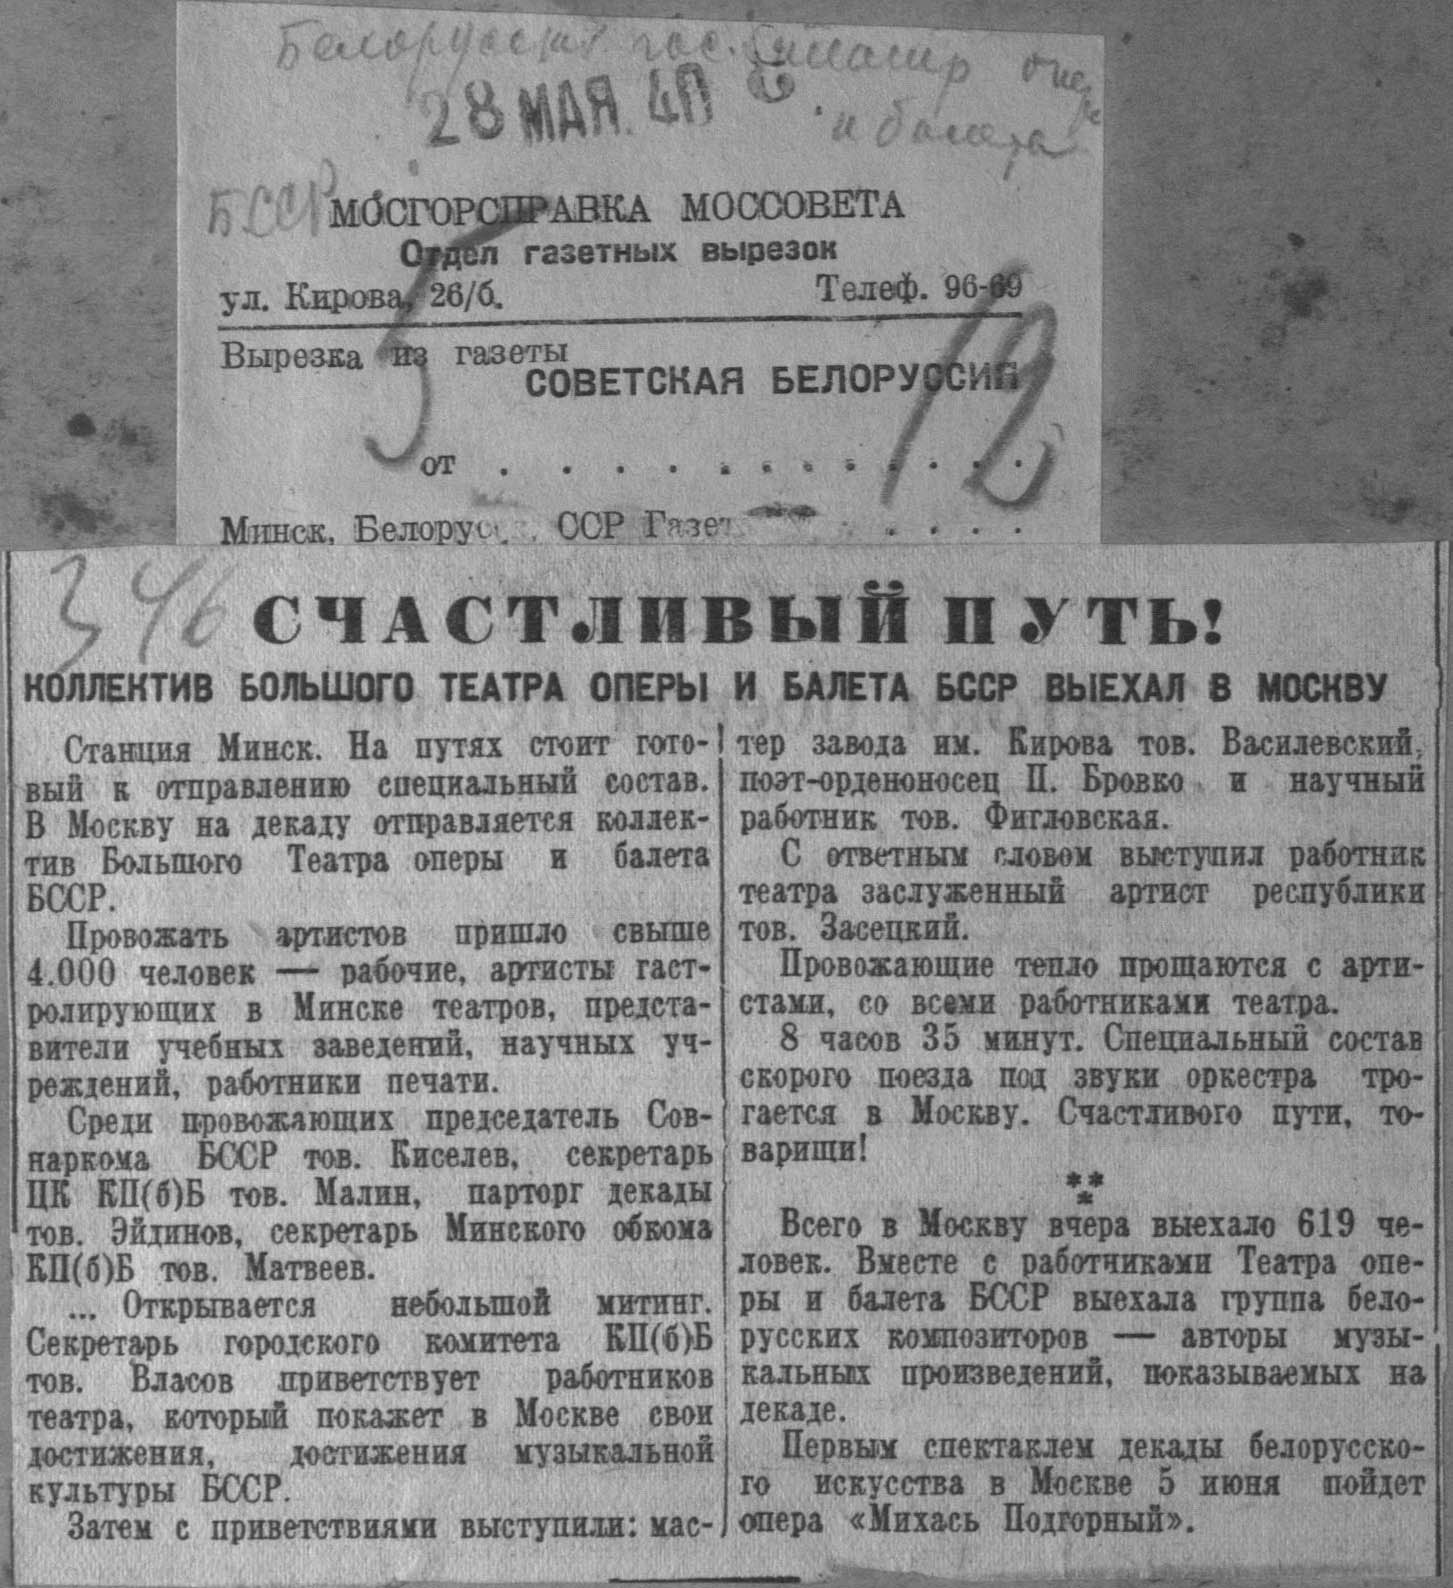 Белорусский гос. театр оперы
28 МАЯ 40
и балета
БССР
МОСГОРСПРАВКА МОССОВЕТА
Отдел газетных вырезок
ул. Кирова, 26/б. Телеф. 96-69
Вырезка из газеты
СОВЕТСКАЯ БЕЛОРУССИЯ
5 12
от . . . . . . . . . . . . .
Минск, Белорус ССР Газет . . . .
346
СЧАСТЛИВЫЙ ПУТЬ!
КОЛЛЕКТИВ БОЛЬШОГО ТЕАТРА ОПЕРЫ И БАЛЕТА БССР ВЫЕХАЛ В МОСКВУ
Станция Минск. На путях стоит гото-
вый к отправлению специальный состав.
В Москву на декаду отправляется коллек-
тив Большого Театра оперы и балета
БССР.
Провожать артистов пришло свыше
4.000 человек — рабочие, артисты гаст-
ролирующих в Минске театров, предста-
вители учебных заведений, научных уч-
реждений, работники печати.
Среди провожающих председатель Сов-
наркома БССР тов. Киселев, секретарь
ЦК КП(б)Б тов. Малин, парторг декады
тов. Эйдинов, секретарь Минского обкома
КП(б)Б тов. Матвеев.
... Открывается небольшой митинг.
Секретарь городского комитета КП(б)Б
тов. Власов приветствует работников
театра, который покажет в Москве свои
достижения, достижения музыкальной
культуры БССР.
Затем с приветствиями выступили: мас-
тер завода им. Кирова тов. Василевский,
поэт-орденоносец П. Бровко и научный
работник тов. Фигловская.
С ответным словом выступил работник
театра заслуженный артист республики
тов. Засецкий.
Провожающие тепло прощаются с арти-
стами, со всеми работниками театра.
8 часов 35 минут. Специальный состав
скорого поезда под звуки оркестра тро-
гается в Москву. Счастливого пути, то-
варищи!
***
Всего в Москву вчера выехало 619 че-
ловек. Вместе с работниками Театра опе-
ры и балета БССР выехала группа бело-
русских композиторов — авторы музы-
кальных произведений, показываемых на
декаде.
Первым спектаклем декады белорусско-
го искусства в Москве 5 июня пойдет
опера «Михась Подгорный».